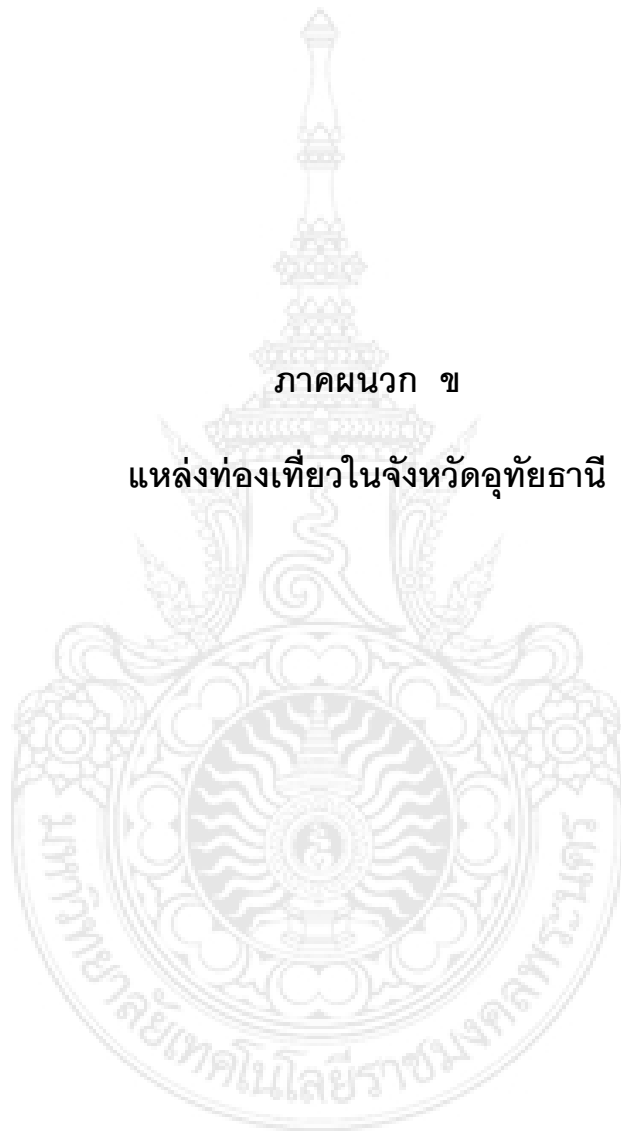 ภาคผนวก ข
แหล่งท่องเที่ยวในจังหวัดอุทัยธานี
มหาวิทยาลัยเทคโนโลยีราชมงคลพระนคร